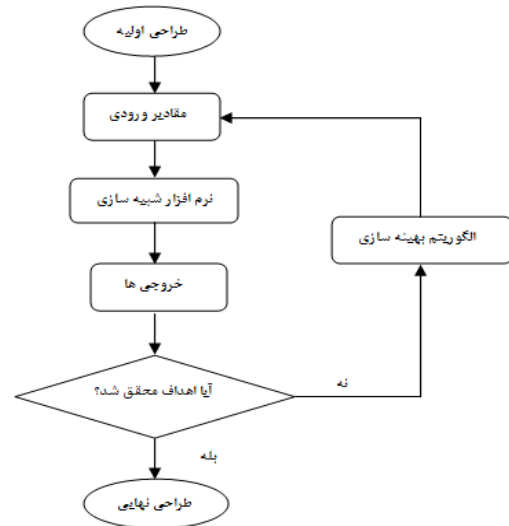 طراحی اولیه
مقادیر ورودی
نرم افزار شبیه سازی
الگوریتم بهینه سازی
خروجی ها
آیا اهداف محقق شد؟
نه
بله
طراحی نهایی